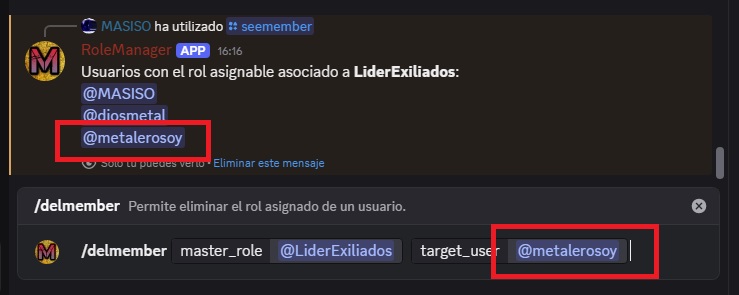 MASISO ha utilizado seemember
RoleManager APP 16:16
Usuarios con el rol asignable asociado a LiderExiliados:
@MASISO
@diosmetal
@metalerosoy
Sólo tú puedes verlo • Eliminar este mensaje
/delmember Permite eliminar el rol asignado de un usuario.
/delmember master_role @LiderExiliados target_user @metalerosoy